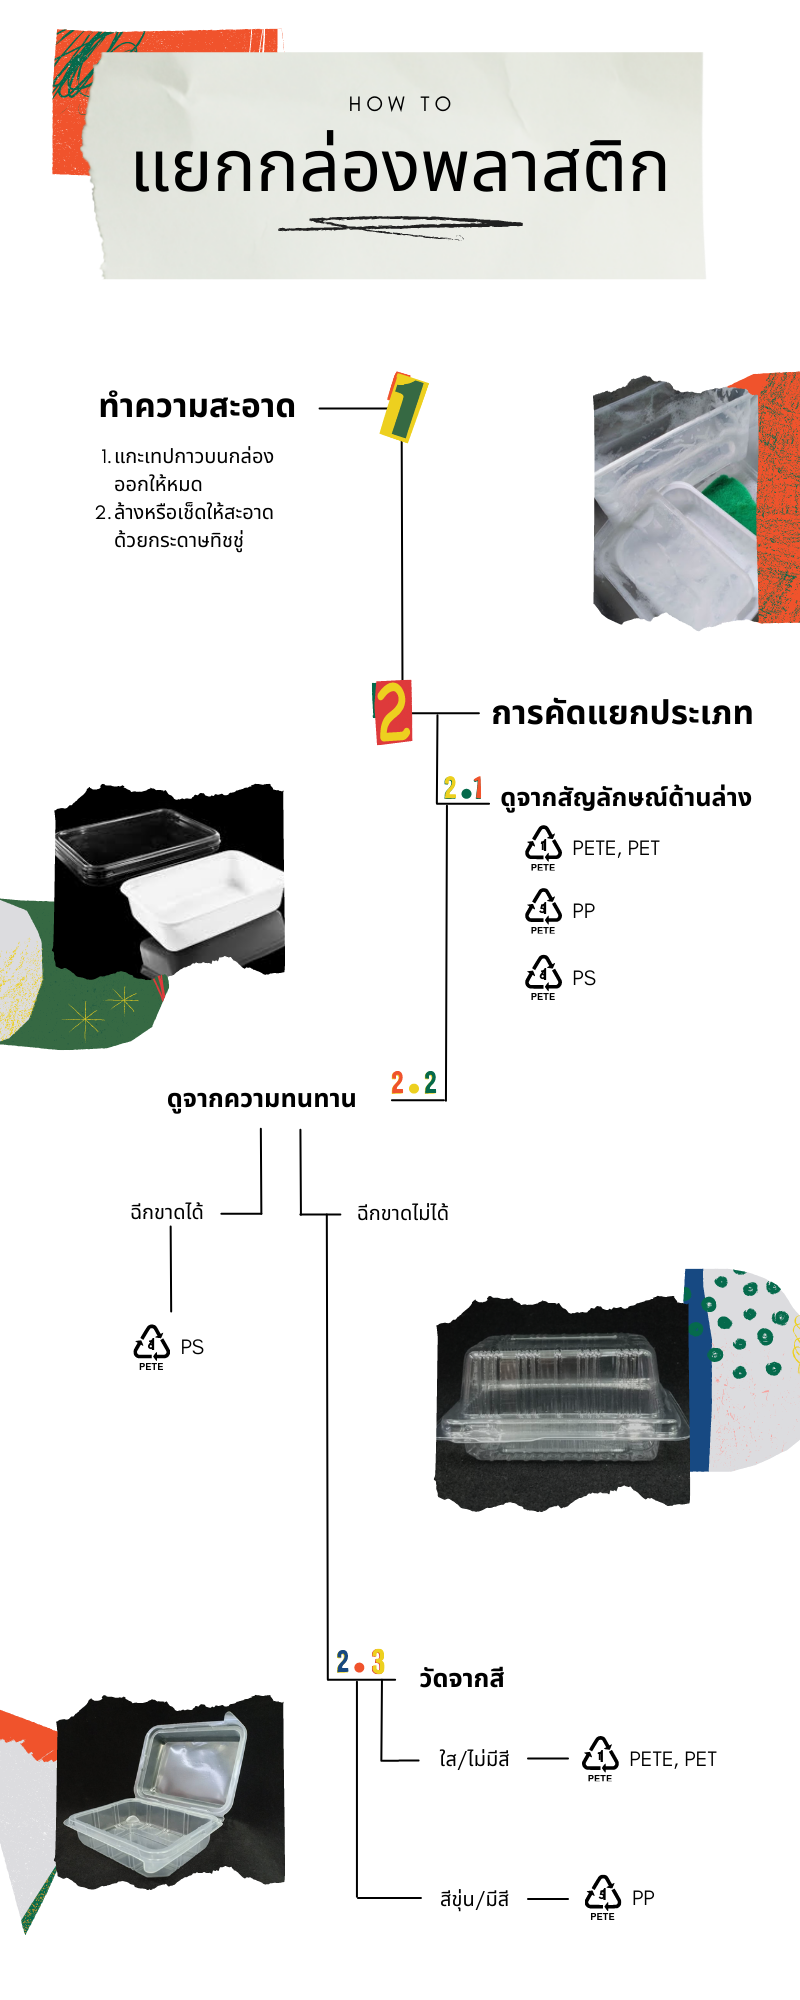 HOW TO
แยกกล่องพลาสติก
1
ทำความสะอาด
1. แกะเทปกาวบนกล่อง
ออกให้หมด
2. ล้างหรือเช็ดให้สะอาด
ด้วยกระดาษทิชชู่
2
การคัดแยกประเภท
2.1
ดูจากสัญลักษณ์ด้านล่าง
1 PETE, PET
PETE
PP
PETE
PS
PETE
2.2
ดูจากความทนทาน
ฉีกขาดได้
ฉีกขาดไม่ได้
PS
PETE
2.3
วัดจากสี
ใส/ไม่มีสี
1 PETE, PET
PETE
สีขุ่น/มีสี
PP
PETE